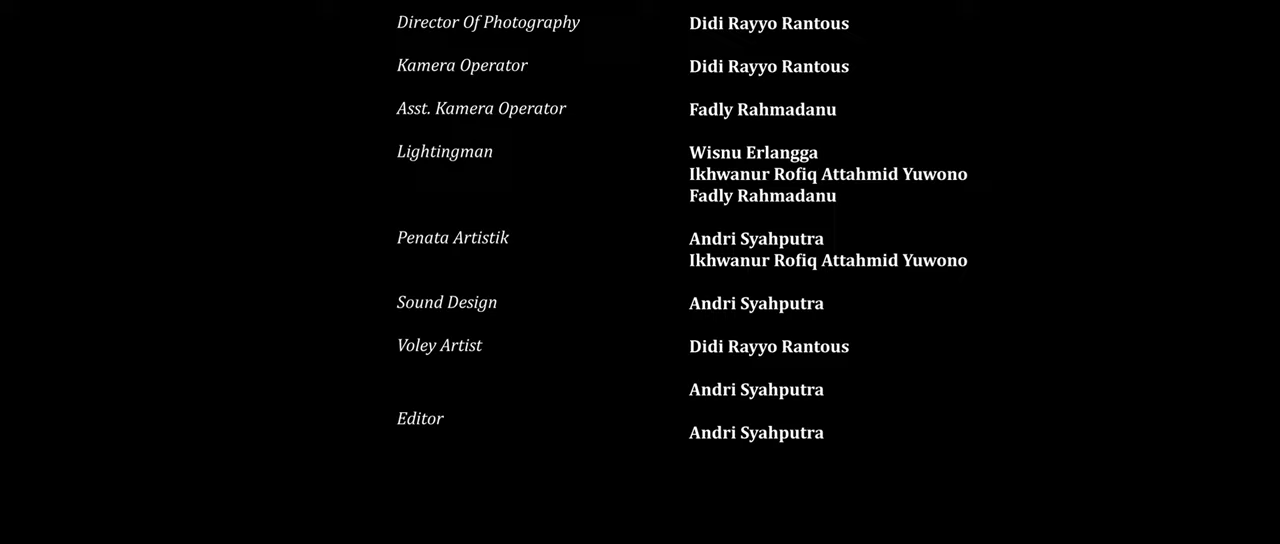 Director Of Photography Didi Rayyo Rantous
Kamera Operator Didi Rayyo Rantous
Asst. Kamera Operator Fadly Rahmadanu
Lightingman Wisnu Erlangga
Ikhwanur Rofiq Attahmid Yuwono
Fadly Rahmadanu
Penata Artistik Andri Syahputra
Ikhwanur Rofiq Attahmid Yuwono
Sound Design Andri Syahputra
Voley Artist Didi Rayyo Rantous
Andri Syahputra
Editor
Andri Syahputra